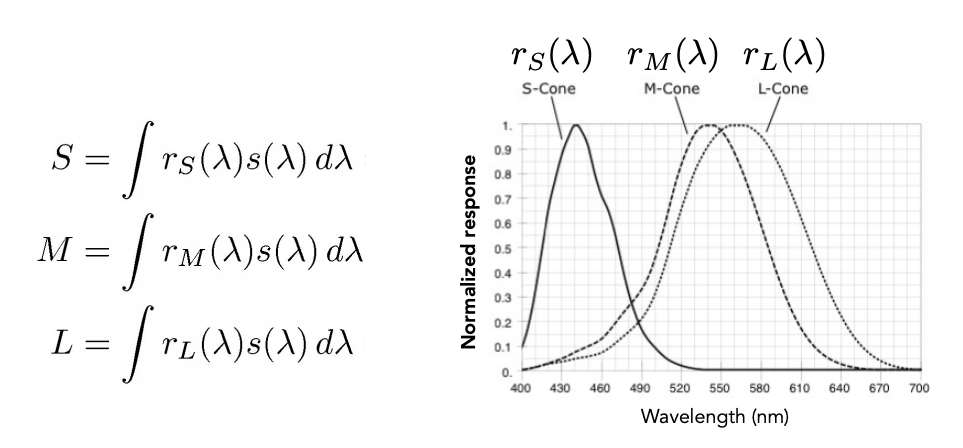 S = ∫ r_S(λ)s(λ) dλ
M = ∫ r_M(λ)s(λ) dλ
L = ∫ r_L(λ)s(λ) dλ
r_S(λ) r_M(λ) r_L(λ)
S-Cone M-Cone L-Cone
Normalized response
1.
0.9
0.8
0.7
0.6
0.5
0.4
0.3
0.2
0.1
0.
400 430 460 490 520 550 580 610 640 670 700
Wavelength (nm)